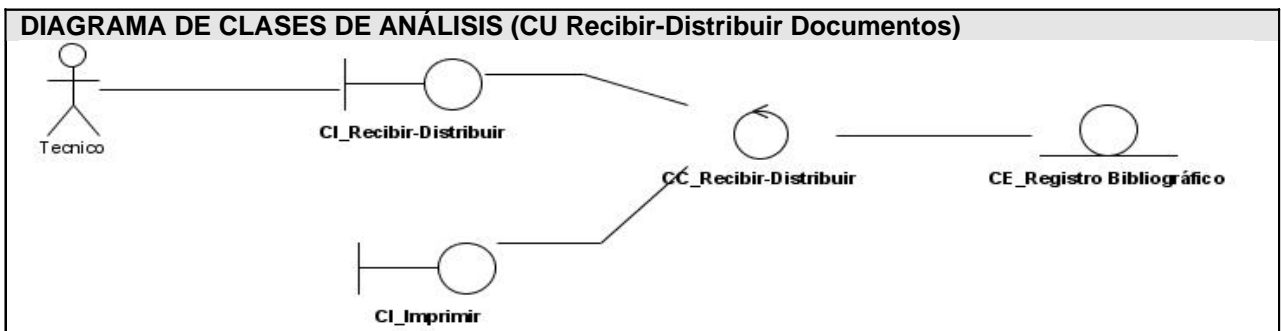 DIAGRAMA DE CLASES DE ANÁLISIS (CU Recibir-Distribuir Documentos)
Tecnico
CI_Recibir-Distribuir
CC_Recibir-Distribuir
CE_Registro Bibliográfico
CI_Imprimir